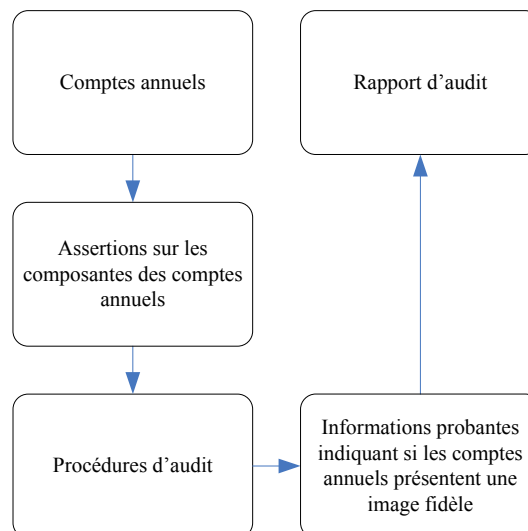 Comptes annuels
Rapport d’audit
Assertions sur les
composantes des comptes
annuels
Procédures d’audit
Informations probantes
indiquant si les comptes
annuels présentent une
image fidèle